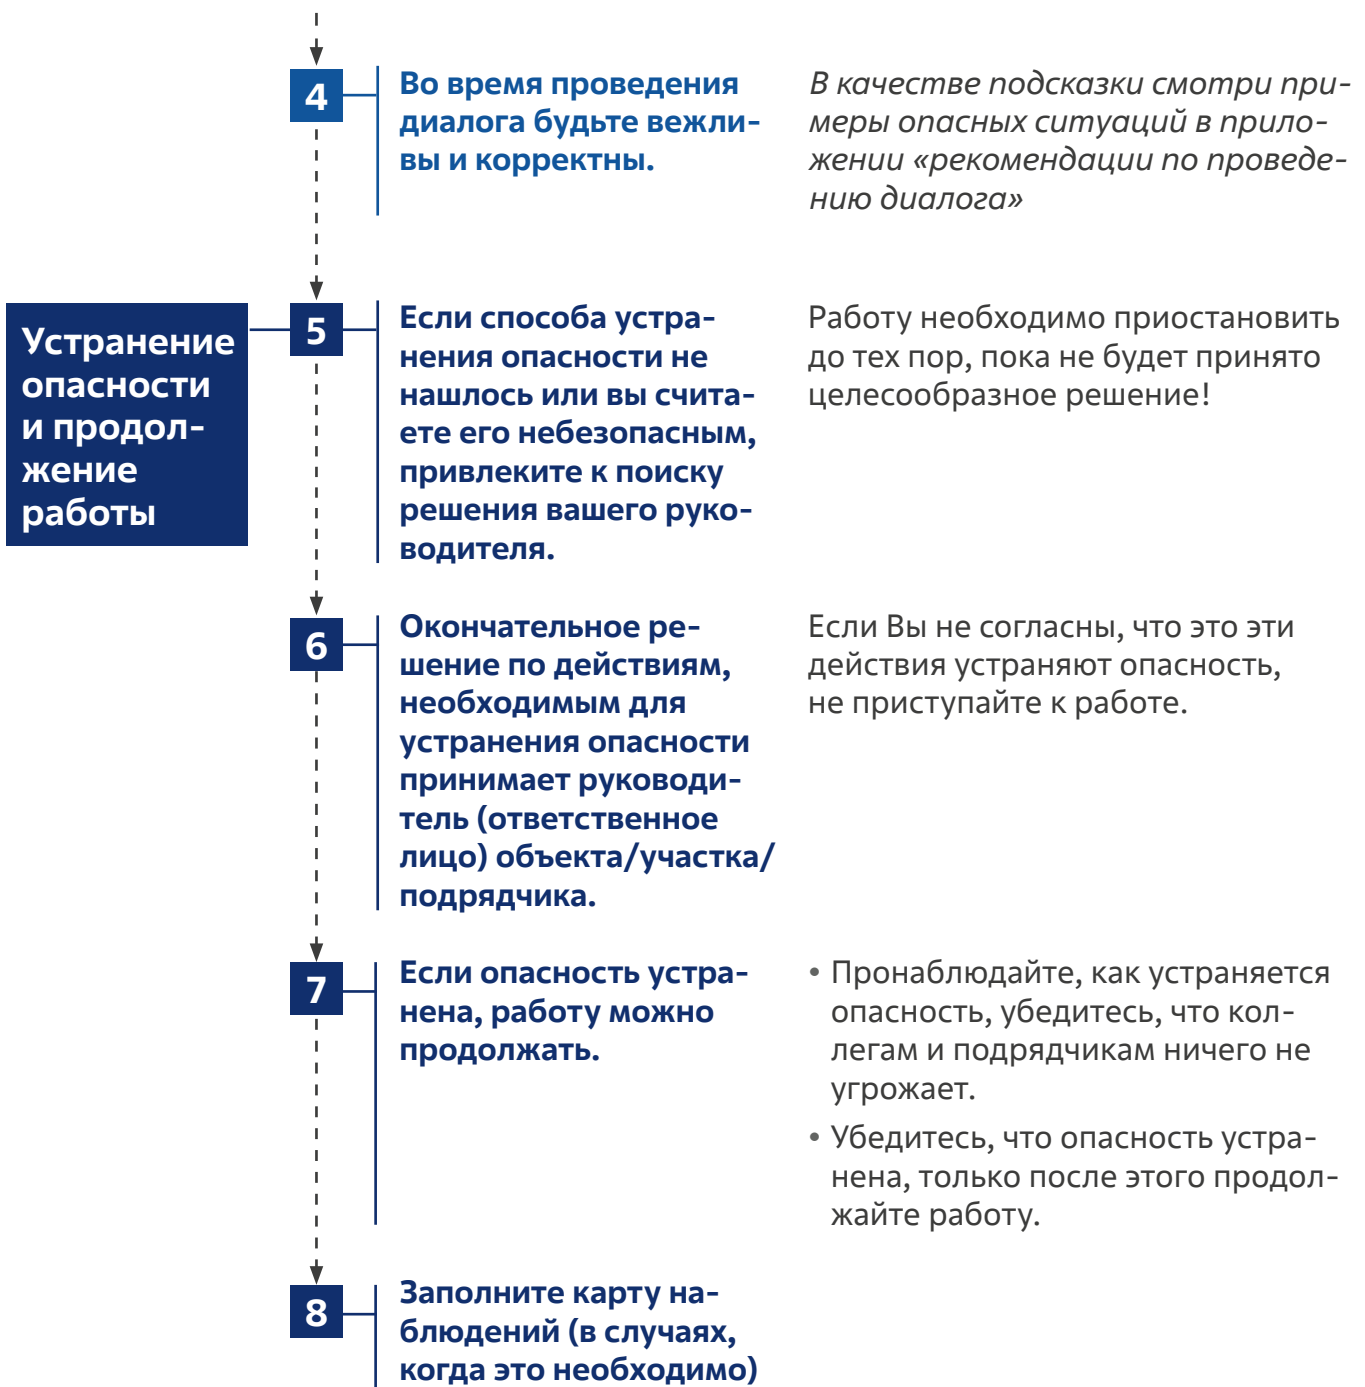 4
Во время проведения
диалога будьте вежли-
вы и корректны.
В качестве подсказки смотри при-
меры опасных ситуаций в прило-
жении «рекомендации по проведе-
нию диалога»
Устранение
опасности
и продол-
жение
работы
5
Если способа устра-
нения опасности не
нашлось или вы счита-
ете его небезопасным,
привлеките к поиску
решения вашего руко-
водителя.
Работу необходимо приостановить
до тех пор, пока не будет принято
целесообразное решение!
6
Окончательное ре-
шение по действиям,
необходимым для
устранения опасности
принимает руководи-
тель (ответственное
лицо) объекта/участка/
подрядчика.
Если Вы не согласны, что это эти
действия устраняют опасность,
не приступайте к работе.
7
Если опасность устра-
нена, работу можно
продолжать.
• Пронаблюдайте, как устраняется
опасность, убедитесь, что кол-
легам и подрядчикам ничего не
угрожает.
• Убедитесь, что опасность устра-
нена, только после этого продол-
жайте работу.
8
Заполните карту на-
блюдений (в случаях,
когда это необходимо)